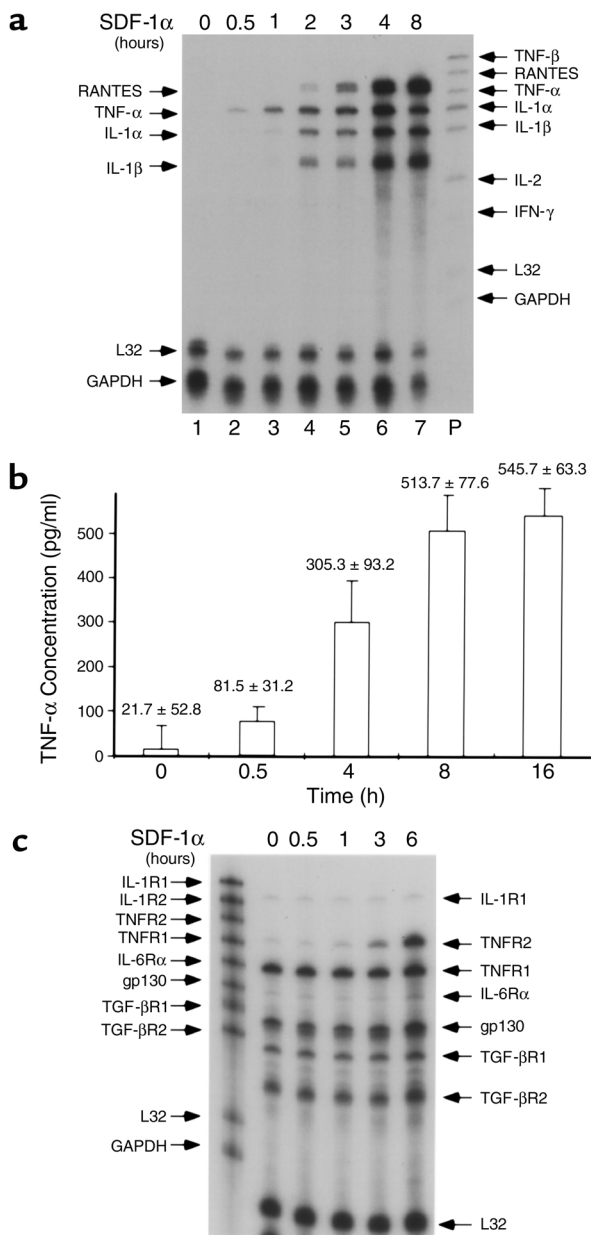 a
SDF-1α 0 0.5 1 2 3 4 8
(hours)
TNF-β
RANTES RANTES
TNF-α TNF-α
IL-1α IL-1α
IL-1β IL-1β
IL-2
IFN-γ
L32
GAPDH
L32
GAPDH
1 2 3 4 5 6 7 P
b
TNF-α Concentration (pg/ml)
545.7 ± 63.3
513.7 ± 77.6
500
400
305.3 ± 93.2
300
200
81.5 ± 31.2
100
21.7 ± 52.8
0
0 0.5 4 8 16
Time (h)
c
SDF-1α 0 0.5 1 3 6
(hours)
IL-1R1
IL-1R2 IL-1R1
TNFR2
TNFR1 TNFR2
IL-6Rα TNFR1
gp130 IL-6Rα
TGF-βR1 gp130
TGF-βR2 TGF-βR1
TGF-βR2
L32
GAPDH
L32